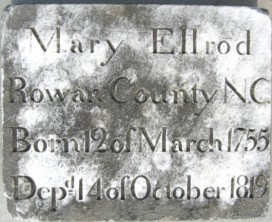 Mary Ellrod
Rowan County N.C
Born 12 of March 1755
Depd 14 of October 1819